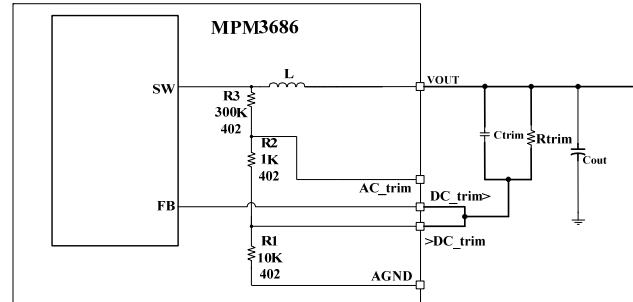 MPM3686
L
SW
VOUT
R3
300K
402
R2
1K
402
Ctrim
Rtrim
Cout
AC_trim
DC_trim>
FB
>DC_trim
R1
10K
402
AGND